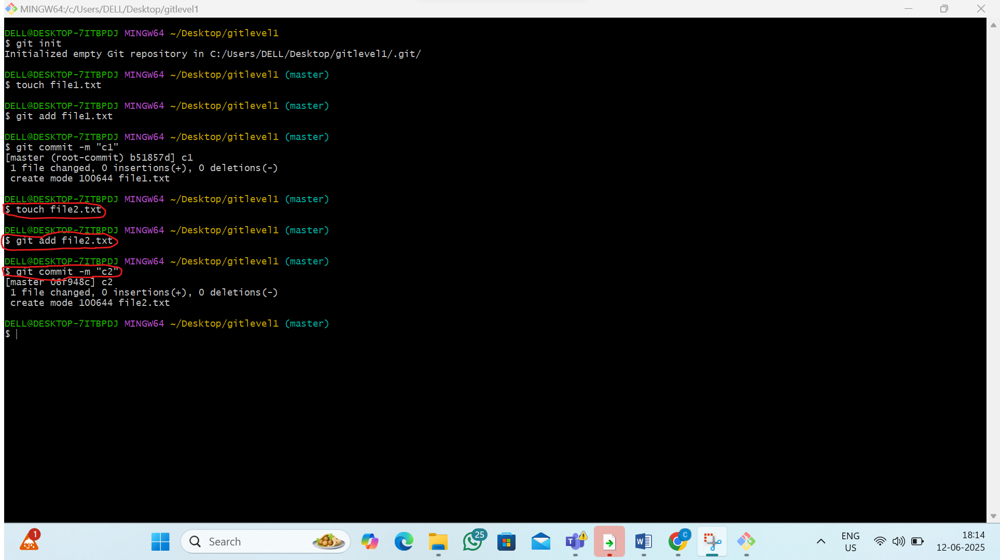 MINGW64:/c/Users/DELL/Desktop/gitlevel1
DELL@DESKTOP-7ITBPDJ MINGW64 ~/Desktop/gitlevel1
$ git init
Initialized empty Git repository in C:/Users/DELL/Desktop/gitlevel1/.git/
DELL@DESKTOP-7ITBPDJ MINGW64 ~/Desktop/gitlevel1 (master)
$ touch file1.txt
DELL@DESKTOP-7ITBPDJ MINGW64 ~/Desktop/gitlevel1 (master)
$ git add file1.txt
DELL@DESKTOP-7ITBPDJ MINGW64 ~/Desktop/gitlevel1 (master)
$ git commit -m "c1"
[master (root-commit) b51857d] c1
 1 file changed, 0 insertions(+), 0 deletions(-)
 create mode 100644 file1.txt
DELL@DESKTOP-7ITBPDJ MINGW64 ~/Desktop/gitlevel1 (master)
$ touch file2.txt
DELL@DESKTOP-7ITBPDJ MINGW64 ~/Desktop/gitlevel1 (master)
$ git add file2.txt
DELL@DESKTOP-7ITBPDJ MINGW64 ~/Desktop/gitlevel1 (master)
$ git commit -m "c2"
[master 06f948c] c2
 1 file changed, 0 insertions(+), 0 deletions(-)
 create mode 100644 file2.txt
DELL@DESKTOP-7ITBPDJ MINGW64 ~/Desktop/gitlevel1 (master)
$
1
Search
25
T
W
C
ENG
US
18:14
12-06-2025